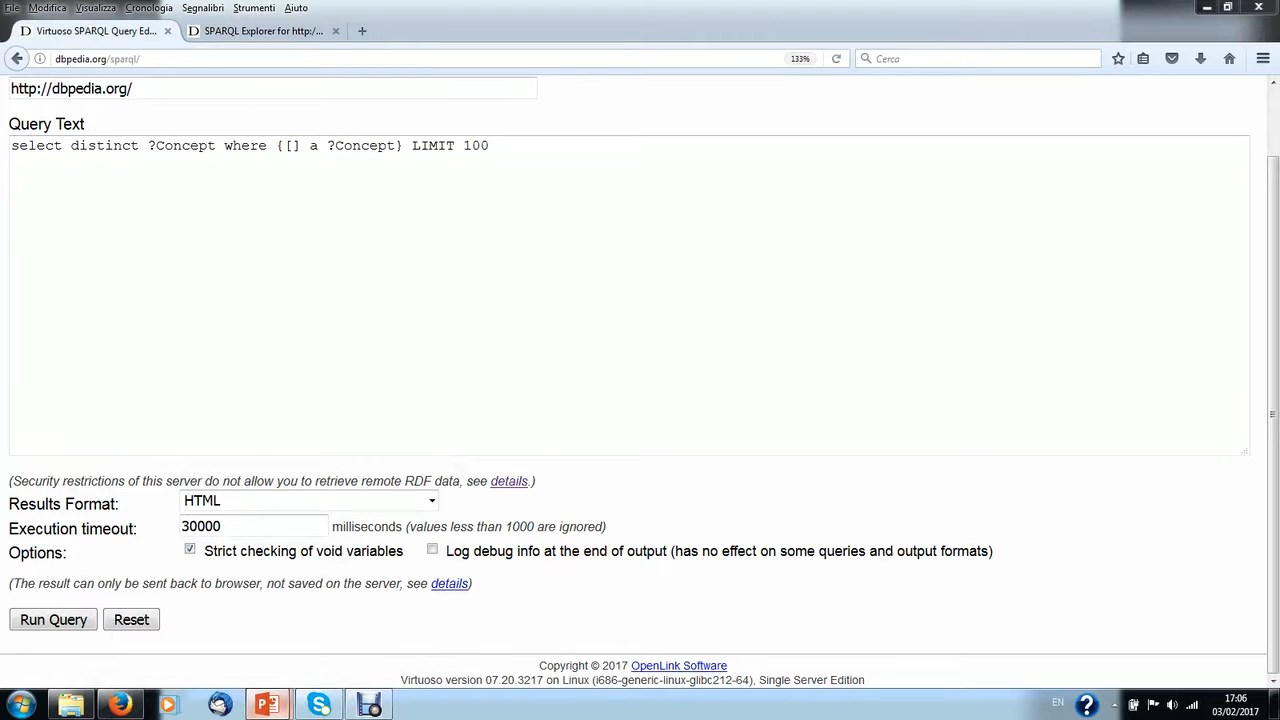 File Modifica Visualizza Cronologia Segnalibri Strumenti Aiuto
Virtuoso SPARQL Query Ed... SPARQL Explorer for http:/...
dbpedia.org/sparql/ 133% Cerca
http://dbpedia.org/
Query Text
select distinct ?Concept where {[] a ?Concept} LIMIT 100
(Security restrictions of this server do not allow you to retrieve remote RDF data, see details.)
Results Format: HTML
Execution timeout: 30000 milliseconds (values less than 1000 are ignored)
Options: Strict checking of void variables Log debug info at the end of output (has no effect on some queries and output formats)
(The result can only be sent back to browser, not saved on the server, see details)
Run Query Reset
Copyright © 2017 OpenLink Software
Virtuoso version 07.20.3217 on Linux (i686-generic-linux-glibc212-64), Single Server Edition
EN 17:06
03/02/2017